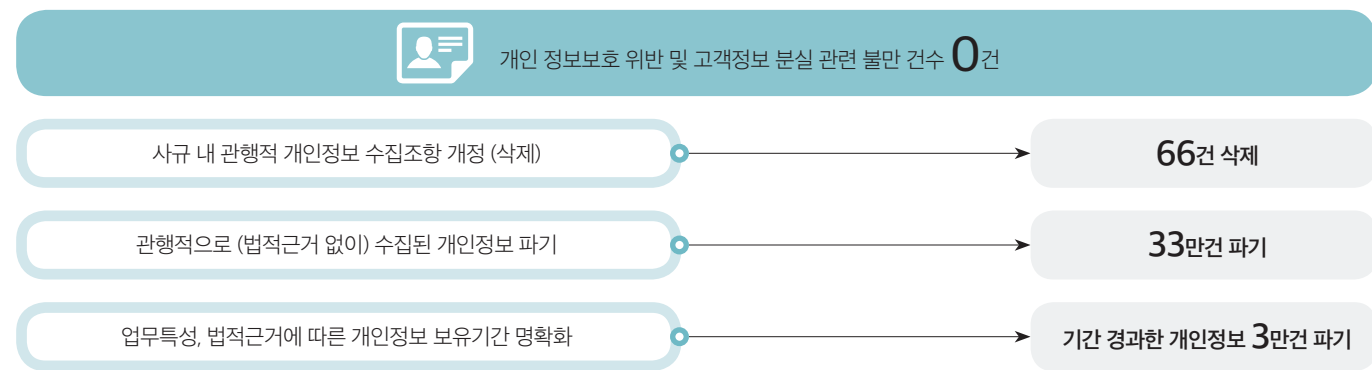 개인 정보보호 위반 및 고객정보 분실 관련 불만 건수 0건
사규 내 관행적 개인정보 수집조항 개정 (삭제)
66건 삭제
관행적으로 (법적근거 없이) 수집된 개인정보 파기
33만건 파기
업무특성, 법적근거에 따른 개인정보 보유기간 명확화
기간 경과한 개인정보 3만건 파기